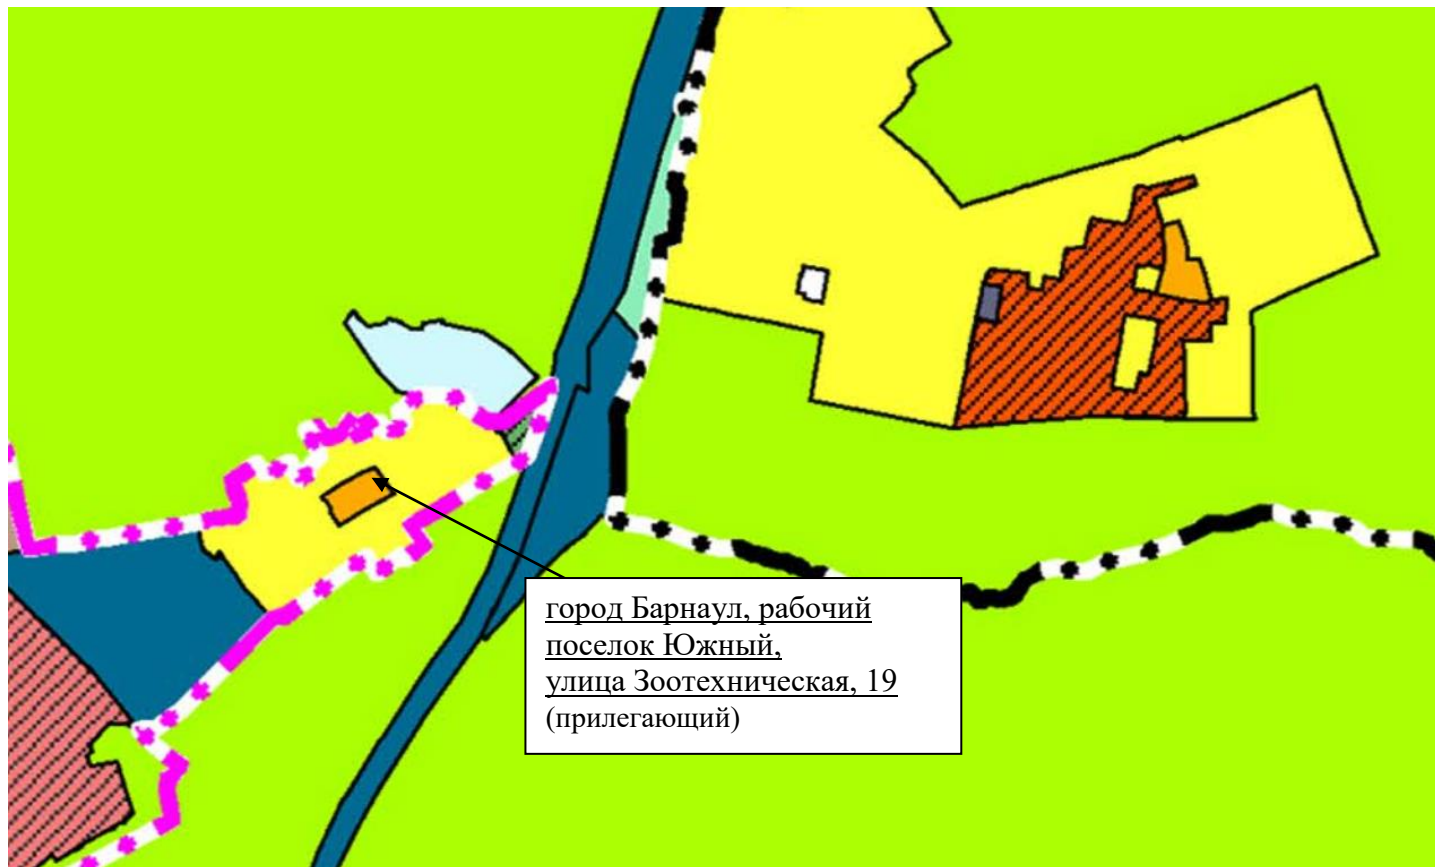 город Барнаул, рабочий
поселок Южный,
улица Зоотехническая, 19
(прилегающий)